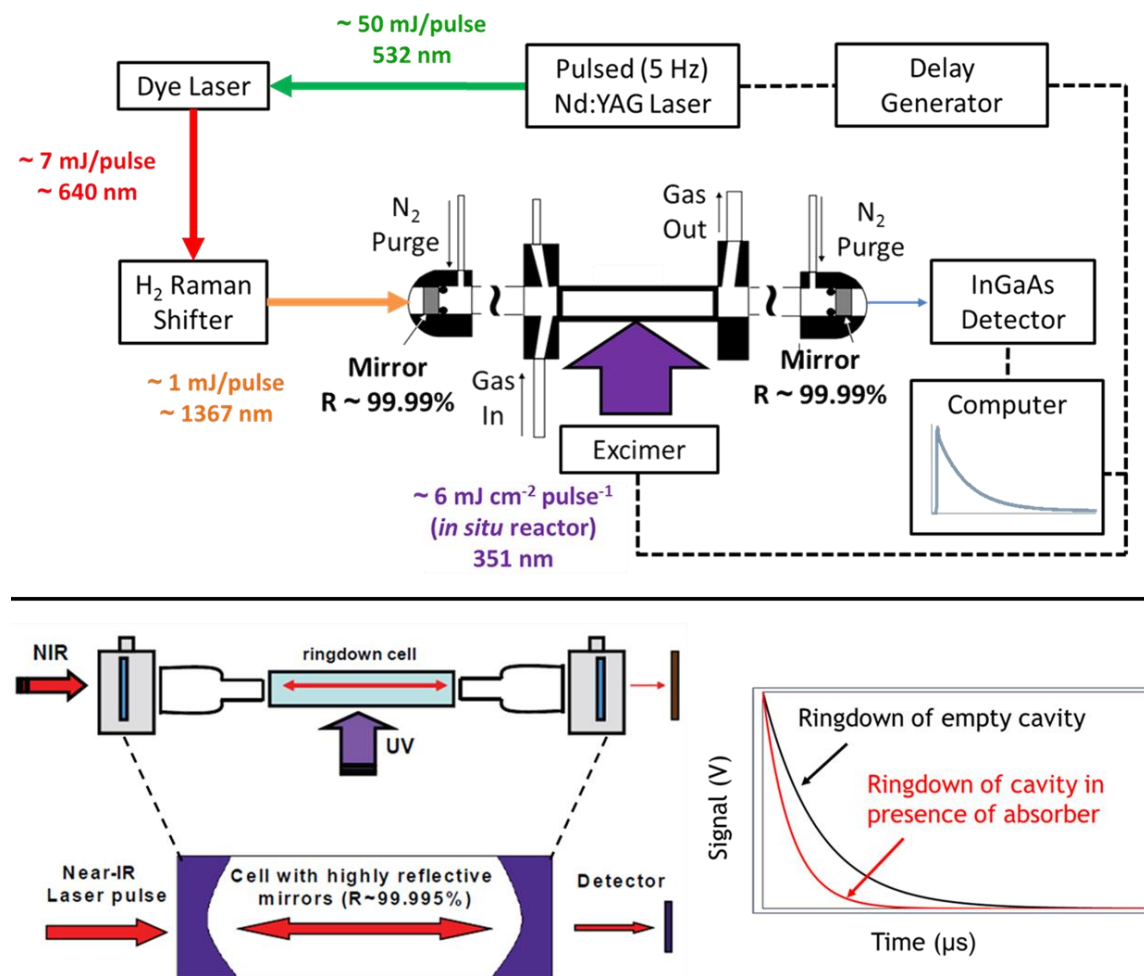 ~ 50 mJ/pulse
532 nm
Dye Laser
Pulsed (5 Hz)
Nd:YAG Laser
Delay
Generator
~ 7 mJ/pulse
~ 640 nm
N₂
Purge
Gas
Out
N₂
Purge
H₂ Raman
Shifter
InGaAs
Detector
Mirror
R ~ 99.99%
Mirror
R ~ 99.99%
~ 1 mJ/pulse
~ 1367 nm
Gas
In
Computer
Excimer
~ 6 mJ cm⁻² pulse⁻¹
(in situ reactor)
351 nm
NIR
ringdown cell
UV
Near-IR
Laser pulse
Cell with highly reflective
mirrors (R~99.995%)
Detector
Signal (V)
Ringdown of empty cavity
Ringdown of cavity in
presence of absorber
Time (µs)